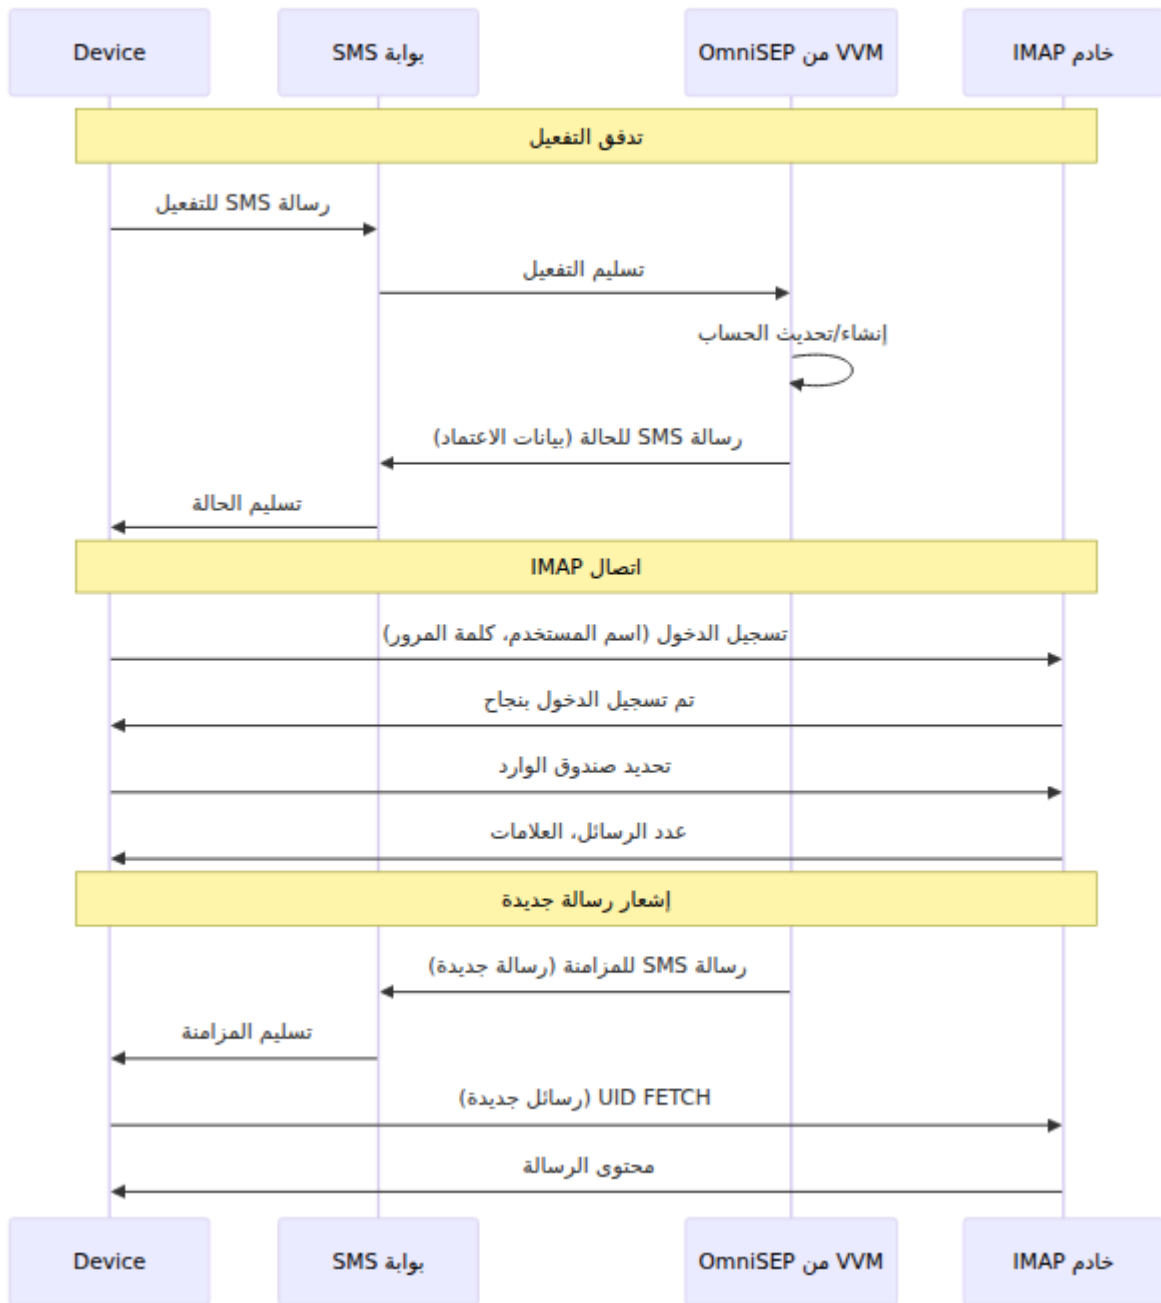 Device
بوابة SMS
VVM من OmniSEP
خادم IMAP
تدفق التفعيل
رسالة SMS للتفعيل
تسليم التفعيل
إنشاء/تحديث الحساب
رسالة SMS للحالة (بيانات الاعتماد)
تسليم الحالة
اتصال IMAP
تسجيل الدخول (اسم المستخدم، كلمة المرور)
تم تسجيل الدخول بنجاح
تحديد صندوق الوارد
عدد الرسائل، العلامات
إشعار رسالة جديدة
رسالة SMS للمزامنة (رسالة جديدة)
تسليم المزامنة
UID FETCH (رسائل جديدة)
محتوى الرسالة
Device
بوابة SMS
VVM من OmniSEP
خادم IMAP